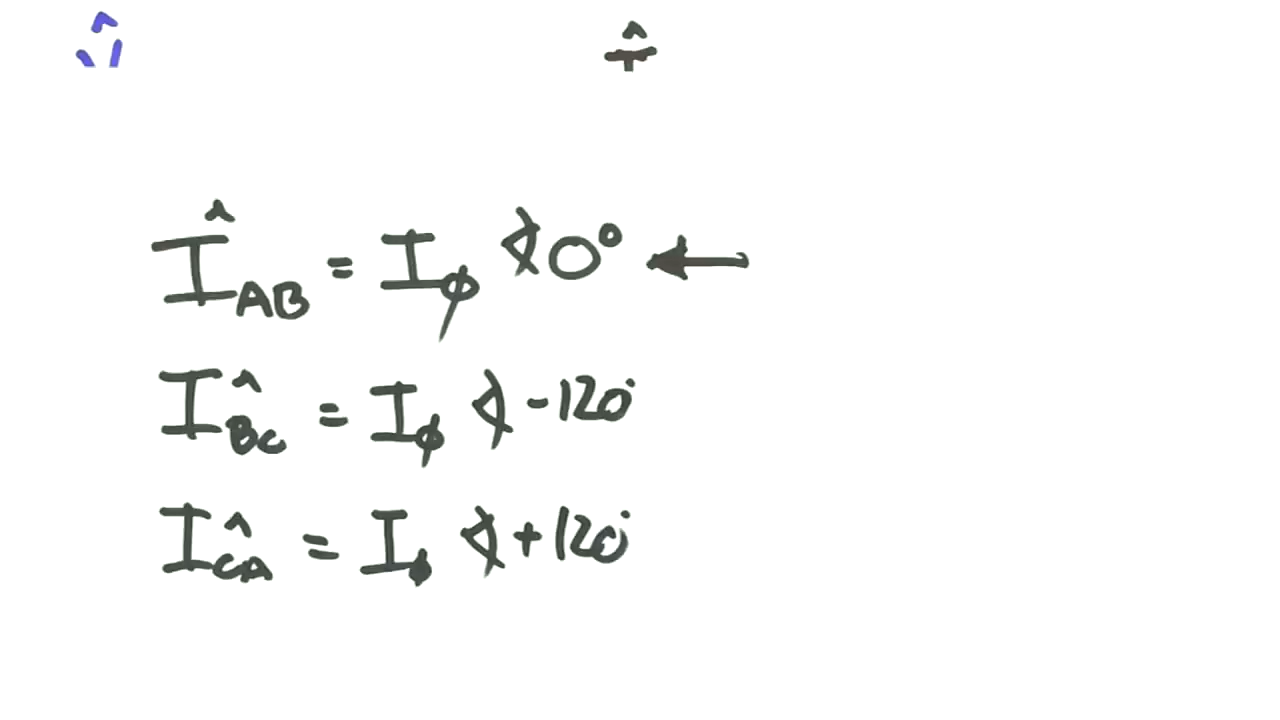 Î_AB = I_ϕ ∢ 0° ←
Î_BC = I_ϕ ∢ -120°
Î_CA = I_ϕ ∢ +120°